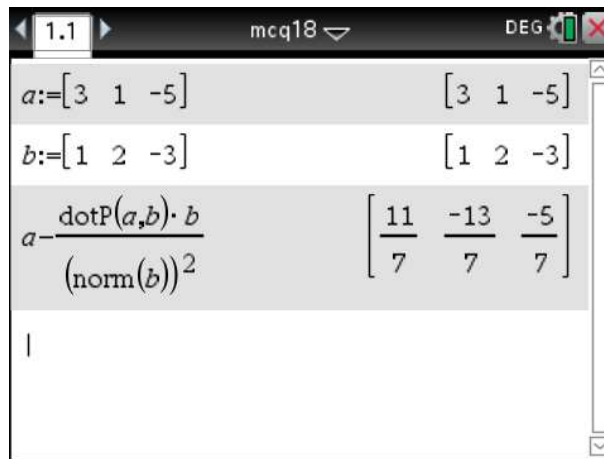 1.1 mcq18 DEG
a:=[3 1 -5] [3 1 -5]
b:=[1 2 -3] [1 2 -3]
a-dotP(a,b)·b/(norm(b))² [11/7 -13/7 -5/7]